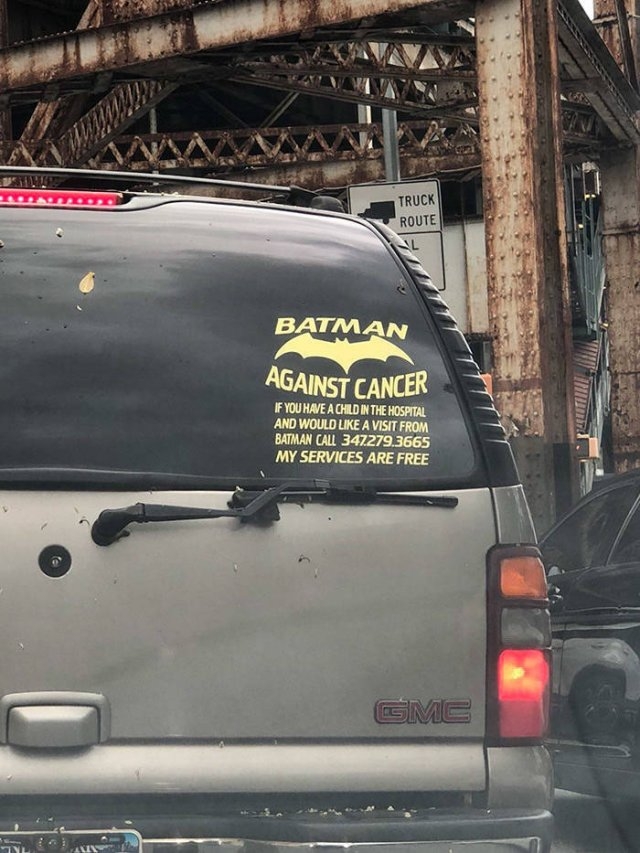 TRUCK
ROUTE
AL
BATMAN
AGAINST CANCER
IF YOU HAVE A CHILD IN THE HOSPITAL
AND WOULD LIKE A VISIT FROM
BATMAN CALL 347.279.3665
MY SERVICES ARE FREE
GMC